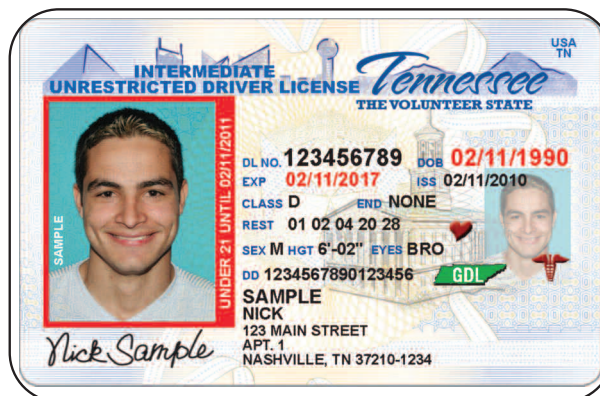 USA
TN
INTERMEDIATE
UNRESTRICTED DRIVER LICENSE
Tennessee
THE VOLUNTEER STATE
SAMPLE
UNDER 21 UNTIL 02/11/2011
DL NO. 123456789 DOB 02/11/1990
EXP 02/11/2017 ISS 02/11/2010
CLASS D END NONE
REST 01 02 04 20 28
SEX M HGT 6'-02" EYES BRO
DD 1234567890123456
GDL
SAMPLE
NICK
123 MAIN STREET
APT. 1
NASHVILLE, TN 37210-1234
Nick Sample